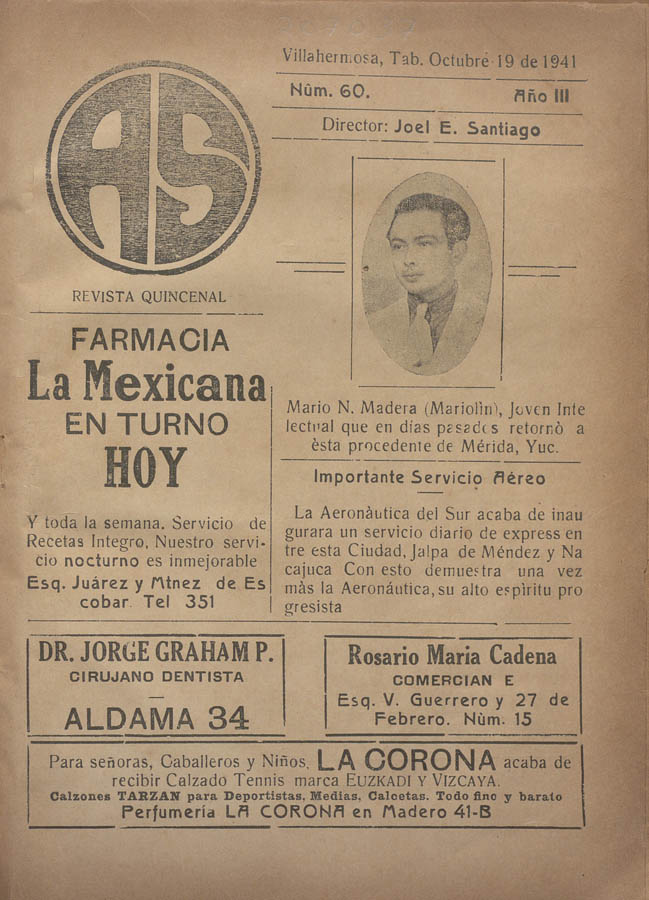 Villahermosa, Tab. Octubre 19 de 1941
Núm. 60.
Año III
Director: Joel E. Santiago
AS
REVISTA QUINCENAL
FARMACIA
La Mexicana
EN TURNO
HOY
Y toda la semana. Servicio de
Recetas Integro, Nuestro servi-
cio nocturno es inmejorable
Esq. Juárez y Mtnez de Es
cobar. Tel 351
Mario N. Madera (Mariolìn), Joven Inte
lectual que en dias pasados retornò a
èsta procedente de Mérida, Yuc.
Importante Servicio Aéreo
La Aeronàutica del Sur acaba de inau
gurara un servicio diario de express en
tre esta Ciudad, Jalpa de Méndez y Na
cajuca Con esto demuestra una vez
màs la Aeronáutica, su alto espìritu pro
gresista
DR. JORGE GRAHAM P.
CIRUJANO DENTISTA
ALDAMA 34
Rosario Maria Cadena
COMERCIAN E
Esq. V. Guerrero y 27 de
Febrero. Nùm. 15
Para señoras, Caballeros y Niños, LA CORONA acaba de
recibir Calzado Tennis marca EUZKADI Y VIZCAYA.
Calzones TARZAN para Deportistas, Medias, Calcetas. Todo fino y barato
Perfumería LA CORONA en Madero 41-B